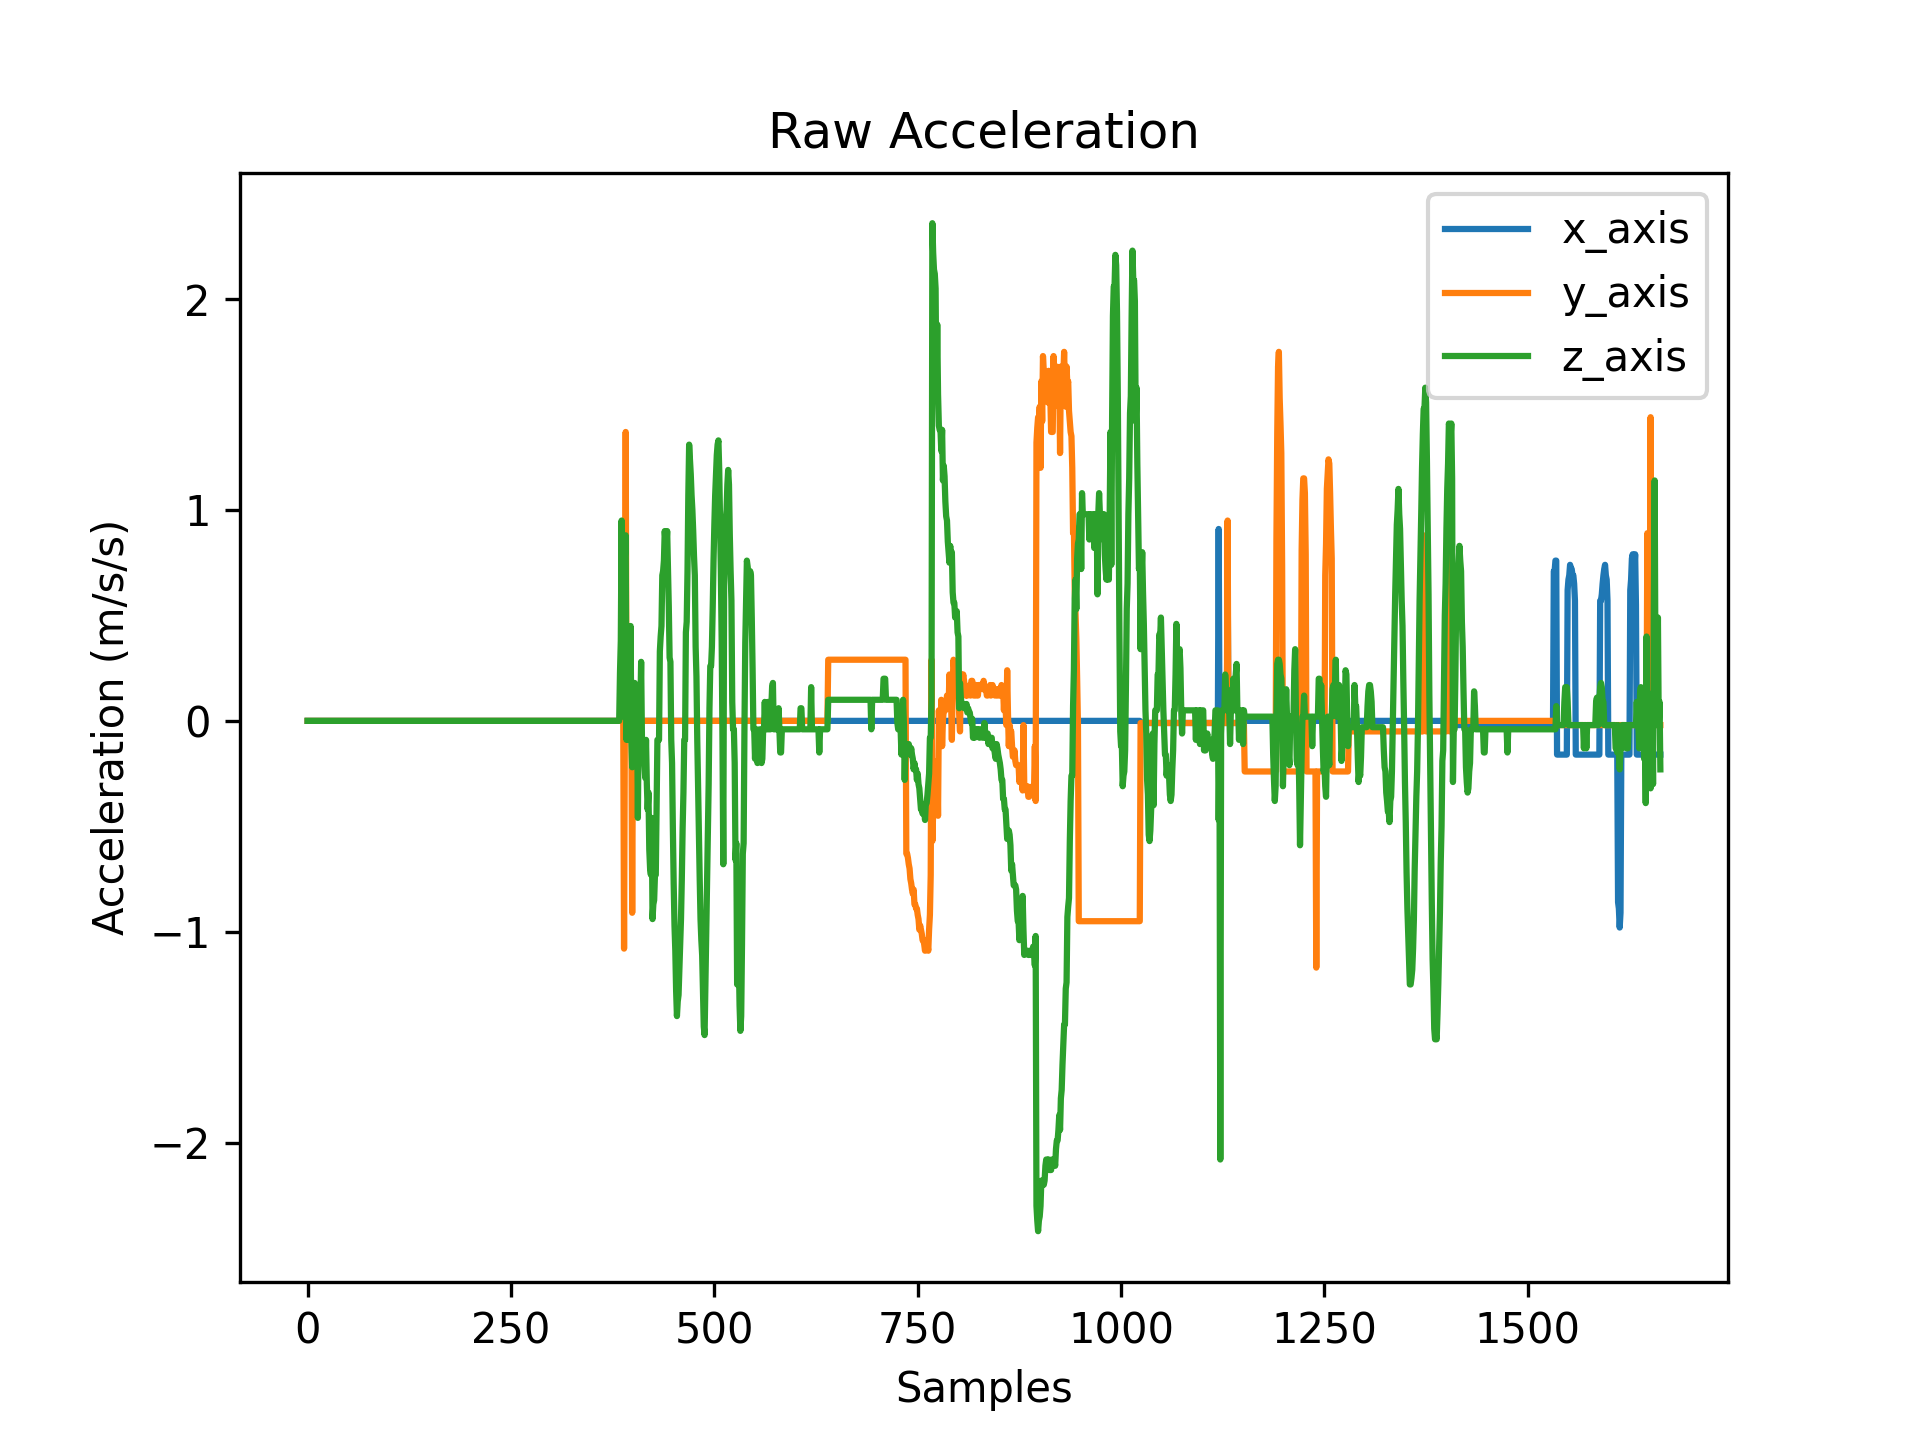 Raw Acceleration
x_axis
y_axis
z_axis
2
1
0
−1
−2
Acceleration (m/s/s)
0 250 500 750 1000 1250 1500
Samples